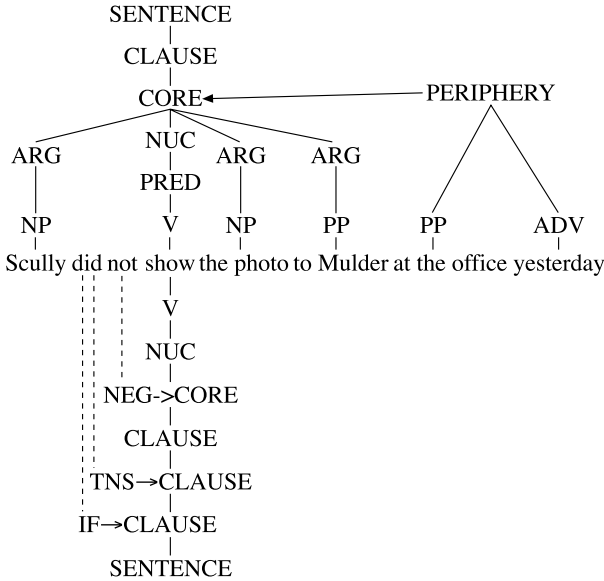 SENTENCE
CLAUSE
CORE PERIPHERY
NUC
ARG ARG ARG
PRED
NP V NP PP PP ADV
Scully did not show the photo to Mulder at the office yesterday
V
NUC
NEG->CORE
CLAUSE
TNS→CLAUSE
IF→CLAUSE
SENTENCE